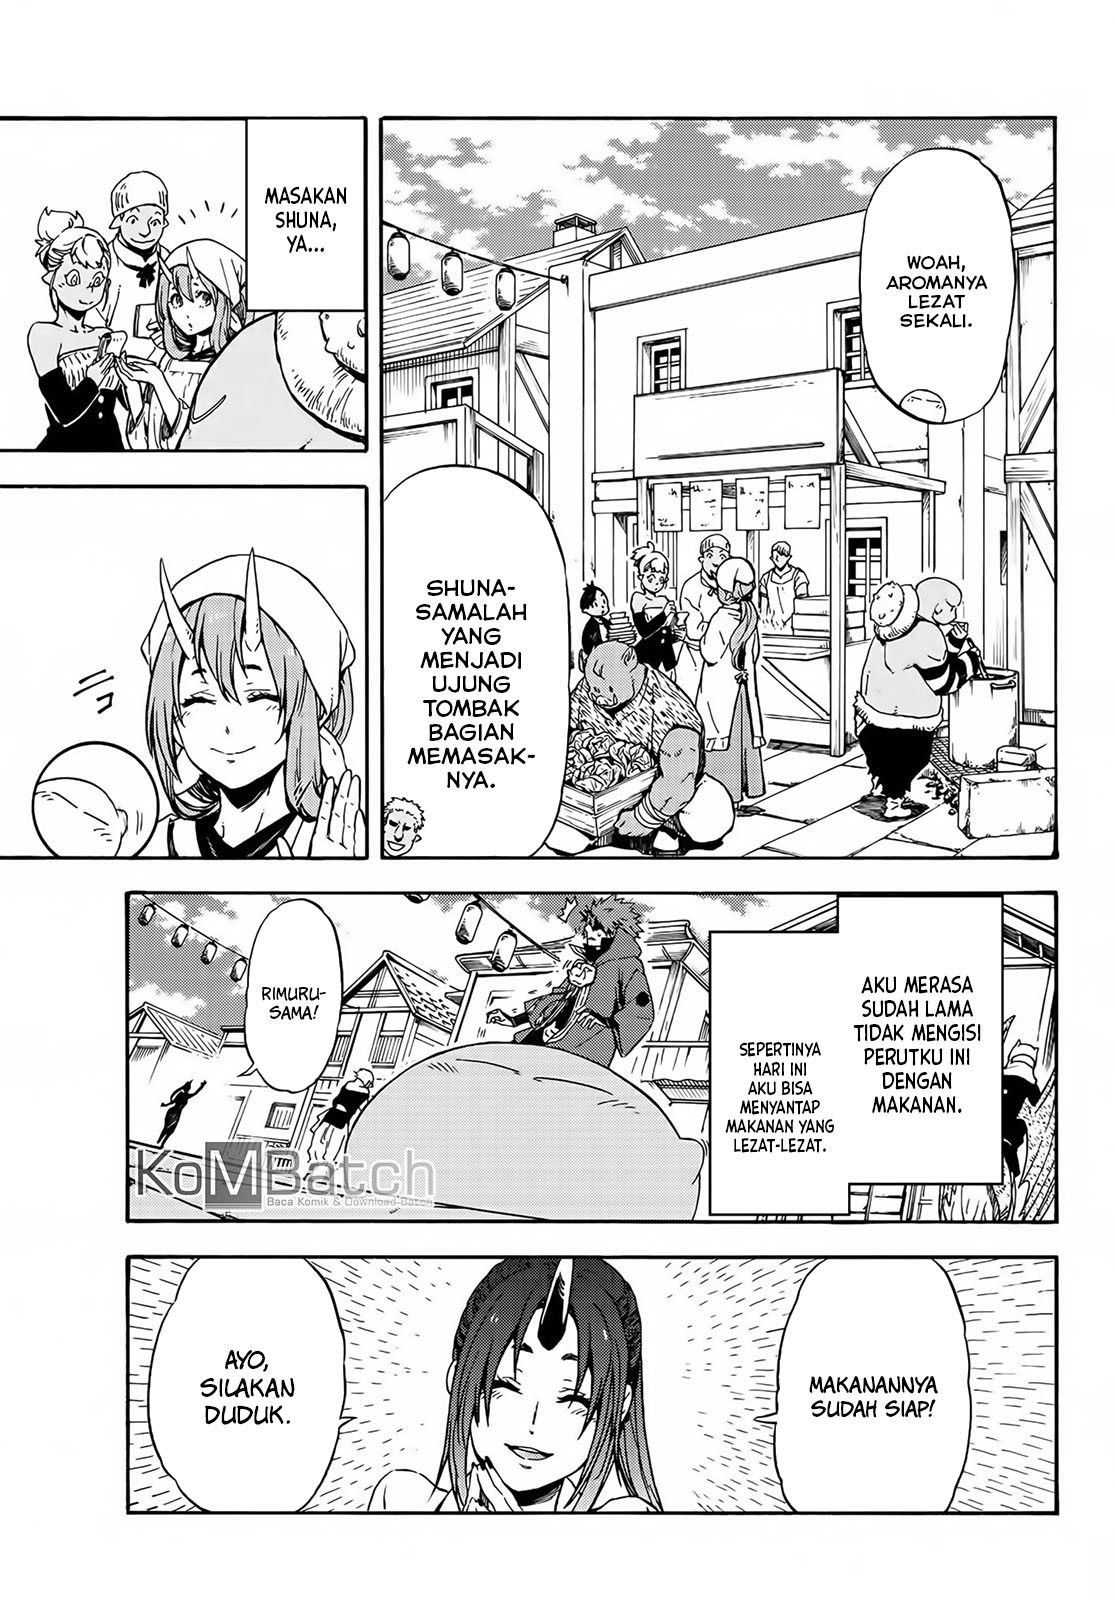 WOAH,
AROMANYA
LEZAT
SEKALI.
SHUNA-
SAMALAH
YANG
MENJADI
UJUNG
TOMBAK
BAGIAN
MEMASAK-
NYA.
MASAKAN
SHUNA,
YA...
AKU MERASA
SUDAH LAMA
TIDAK MENGISI
PERUTKU INI
DENGAN
MAKANAN.
SEPERTINYA
HARI INI
AKU BISA
MENYANTAP
MAKANAN YANG
LEZAT-LEZAT.
RIMURU-
SAMA!
KoMBatch
Baca Komik & Download Batch
MAKANANNYA
SUDAH SIAP!
AYO,
SILAKAN
DUDUK.